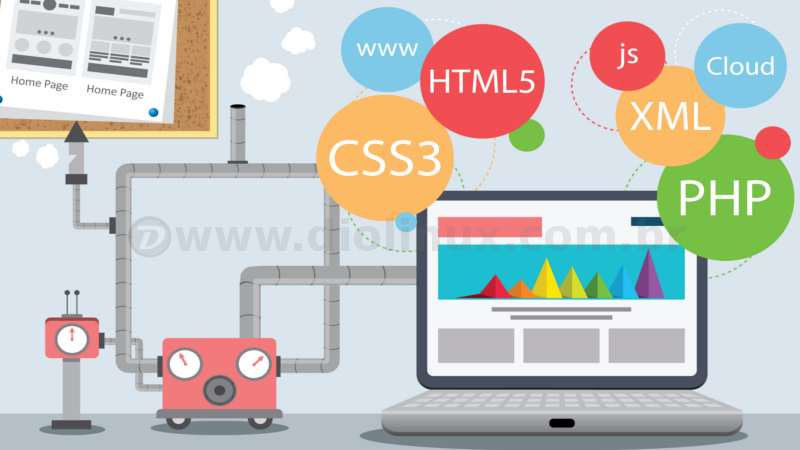 Home Page
Home Page
www
HTML5
CSS3
js
Cloud
XML
PHP
www.diolinux.com.br